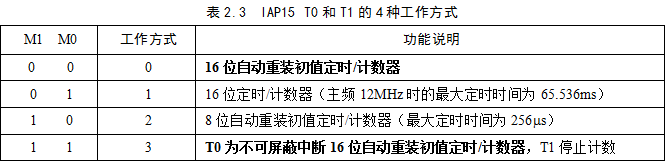 表 2.3 IAP15 T0 和 T1 的 4 种工作方式
M1 M0 工作方式 功能说明
0 0 0 16 位自动重装初值定时/计数器
0 1 1 16 位定时/计数器（主频 12MHz 时的最大定时时间为 65.536ms）
1 0 2 8 位自动重装初值定时/计数器（最大定时时间为 256μs）
1 1 3 T0 为不可屏蔽中断 16 位自动重装初值定时/计数器，T1 停止计数